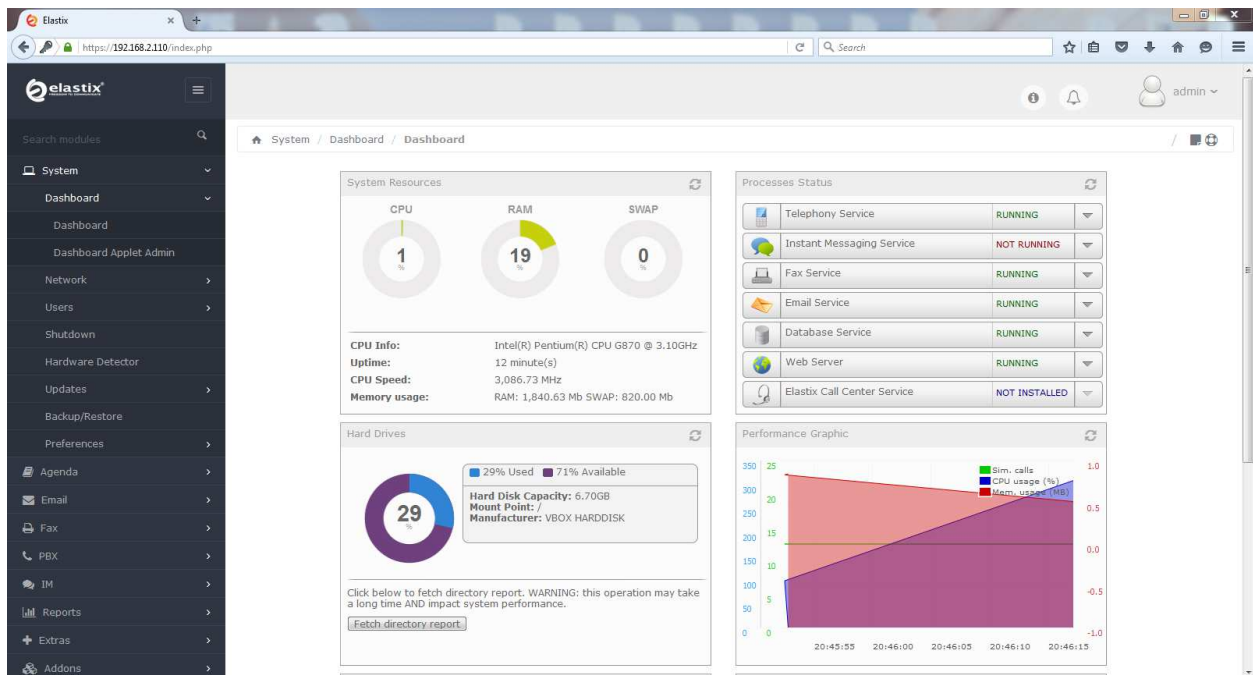 Elastix
https://192.168.2.110/index.php
Search
elastix
admin
Search modules
System / Dashboard / Dashboard
/
System
Dashboard
Dashboard
Dashboard Applet Admin
Network
Users
Shutdown
Hardware Detector
Updates
Backup/Restore
Preferences
Agenda
Email
Fax
PBX
IM
Reports
Extras
Addons
System Resources
CPU RAM SWAP
1 19 0
% % %
CPU Info: Intel(R) Pentium(R) CPU G870 @ 3.10GHz
Uptime: 12 minute(s)
CPU Speed: 3,086.73 MHz
Memory usage: RAM: 1,840.63 Mb SWAP: 820.00 Mb
Processes Status
Telephony Service RUNNING
Instant Messaging Service NOT RUNNING
Fax Service RUNNING
Email Service RUNNING
Database Service RUNNING
Web Server RUNNING
Elastix Call Center Service NOT INSTALLED
Hard Drives
29% Used 71% Available
Hard Disk Capacity: 6.70GB
Mount Point: /
Manufacturer: VBOX HARDDISK
29
%
Click below to fetch directory report. WARNING: this operation may take
a long time AND impact system performance.
Fetch directory report
Performance Graphic
350 25 1.0
Sim. calls
CPU usage (%)
Mem. usage (MB)
300 20
250 0.5
200 15
0.0
150 10
100 -0.5
50 5
0 0 -1.0
20:45:55 20:46:00 20:46:05 20:46:10 20:46:15